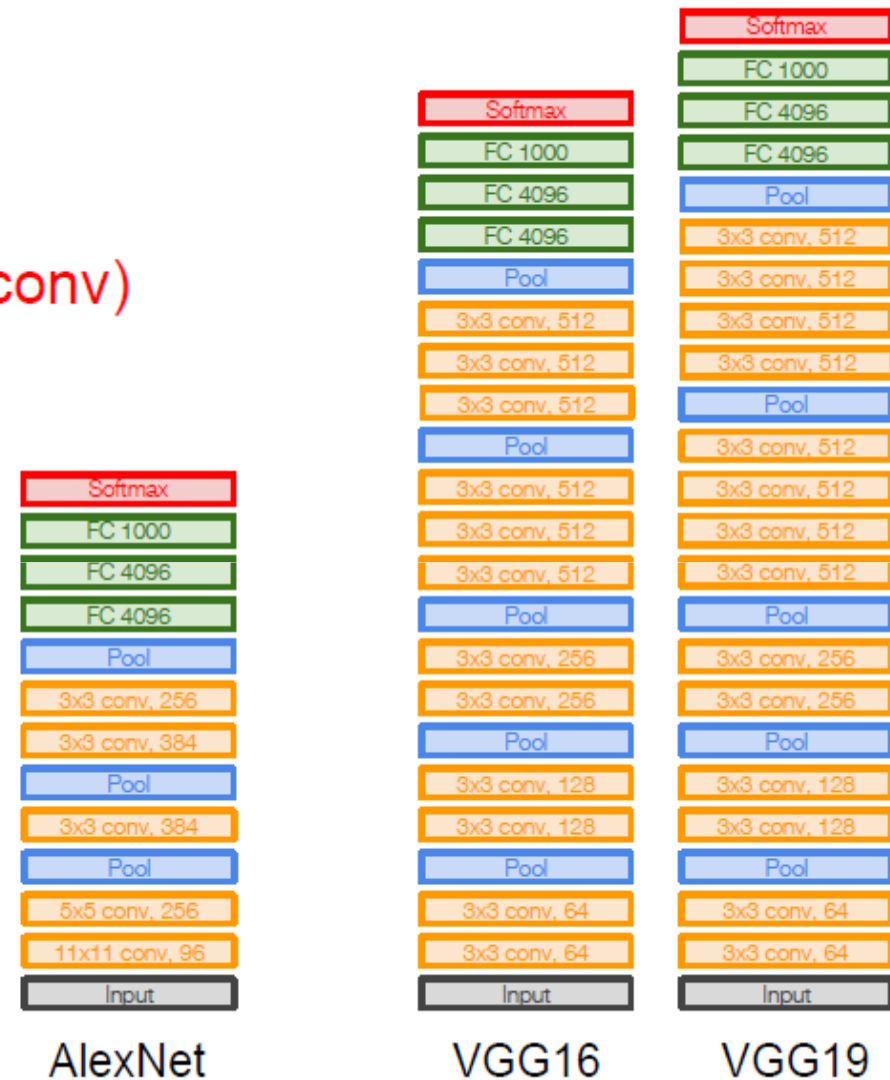 conv)
Softmax
FC 1000
FC 4096
FC 4096
Pool
3x3 conv, 256
3x3 conv, 384
Pool
3x3 conv, 384
Pool
5x5 conv, 256
11x11 conv, 96
Input
AlexNet
Softmax
FC 1000
FC 4096
FC 4096
Pool
3x3 conv, 512
3x3 conv, 512
3x3 conv, 512
Pool
3x3 conv, 512
3x3 conv, 512
3x3 conv, 512
Pool
3x3 conv, 256
3x3 conv, 256
Pool
3x3 conv, 128
3x3 conv, 128
Pool
3x3 conv, 64
3x3 conv, 64
Input
VGG16
Softmax
FC 1000
FC 4096
FC 4096
Pool
3x3 conv, 512
3x3 conv, 512
3x3 conv, 512
3x3 conv, 512
Pool
3x3 conv, 512
3x3 conv, 512
3x3 conv, 512
3x3 conv, 512
Pool
3x3 conv, 256
3x3 conv, 256
Pool
3x3 conv, 128
3x3 conv, 128
Pool
3x3 conv, 64
3x3 conv, 64
Input
VGG19